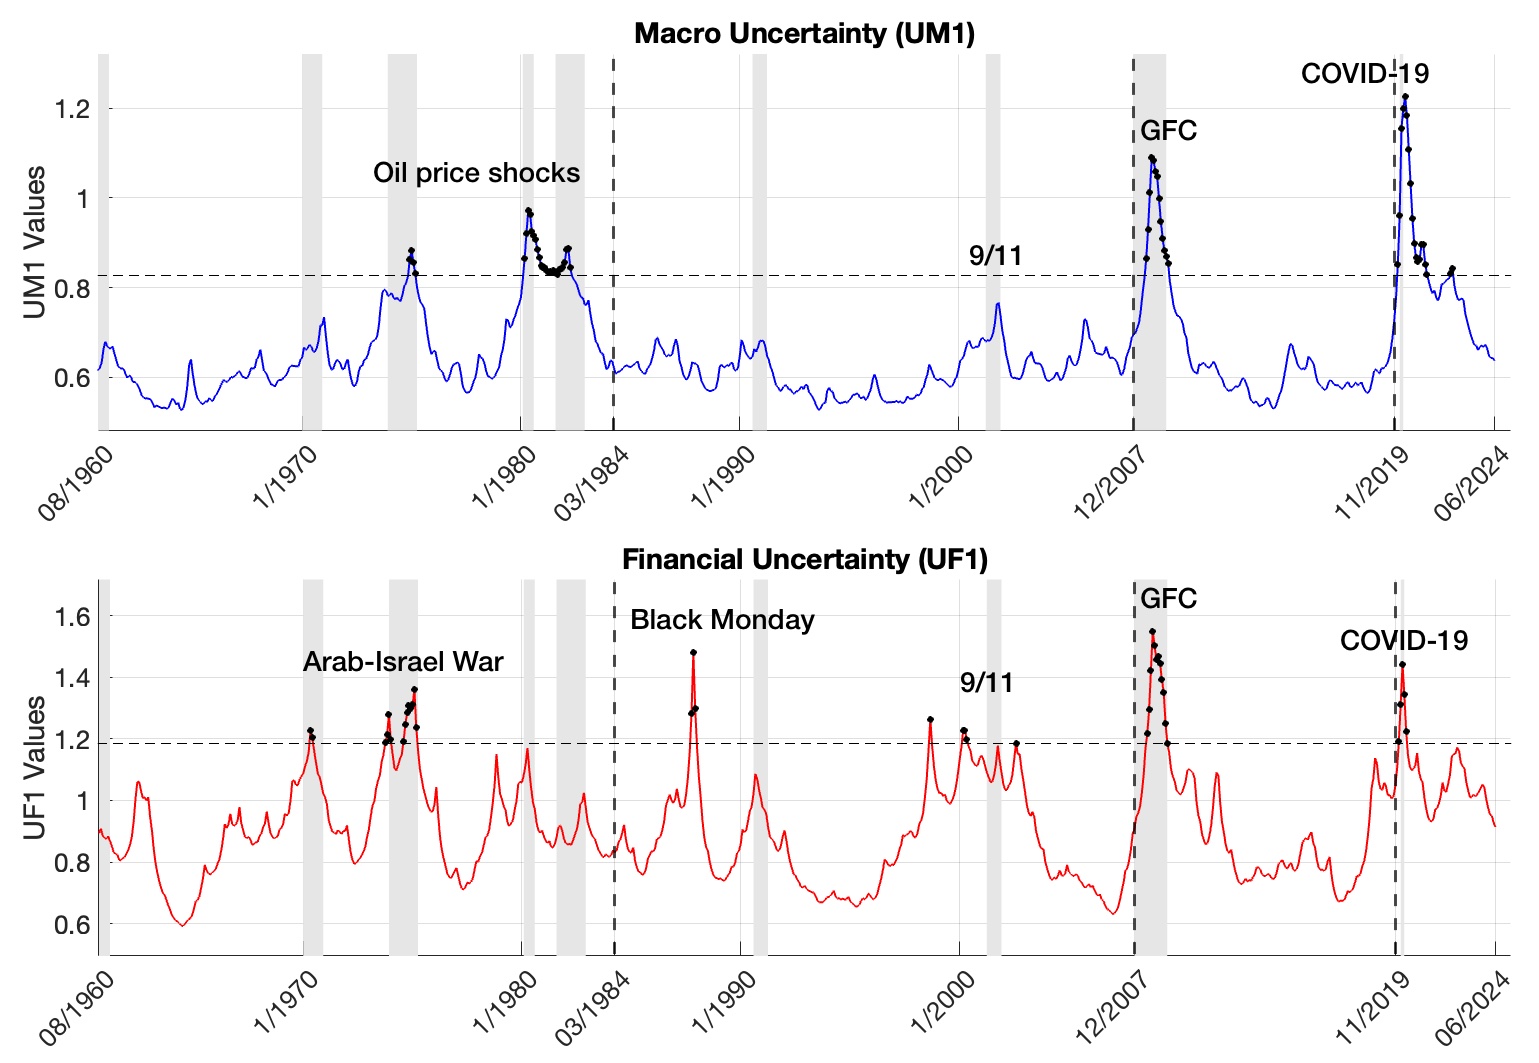 Macro Uncertainty (UM1)
COVID-19
1.2
GFC
Oil price shocks
1
9/11
0.8
0.6
UM1 Values
08/1960
1/1970
1/1980
03/1984
1/1990
1/2000
12/2007
11/2019
06/2024
Financial Uncertainty (UF1)
GFC
1.6
Black Monday
COVID-19
Arab-Israel War
1.4
9/11
1.2
1
0.8
0.6
UF1 Values
08/1960
1/1970
1/1980
03/1984
1/1990
1/2000
12/2007
11/2019
06/2024